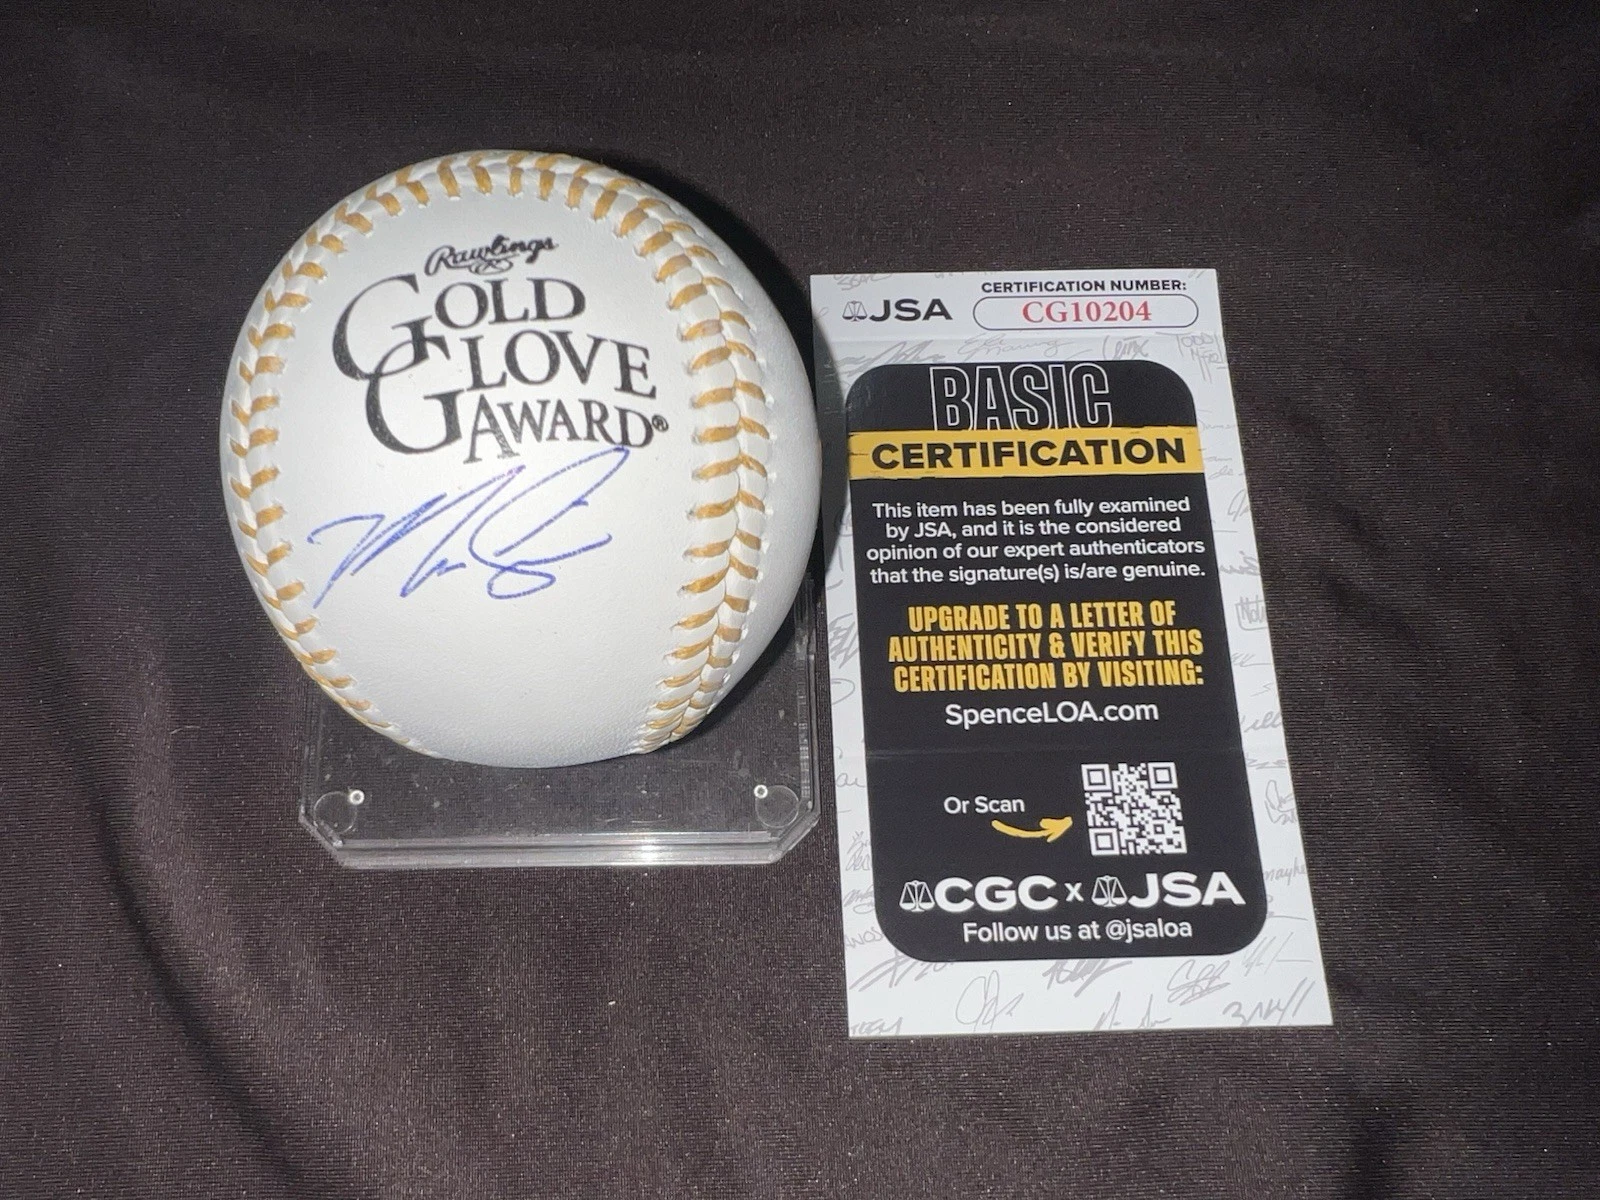 Rawlings
GOLD
GLOVE
AWARD®
JSA
CERTIFICATION NUMBER:
CG10204
BASIC
CERTIFICATION
This item has been fully examined
by JSA, and it is the considered
opinion of our expert authenticators
that the signature(s) is/are genuine.
UPGRADE TO A LETTER OF
AUTHENTICITY & VERIFY THIS
CERTIFICATION BY VISITING:
SpenceLOA.com
Or Scan
CGC x JSA
Follow us at @jsaloa